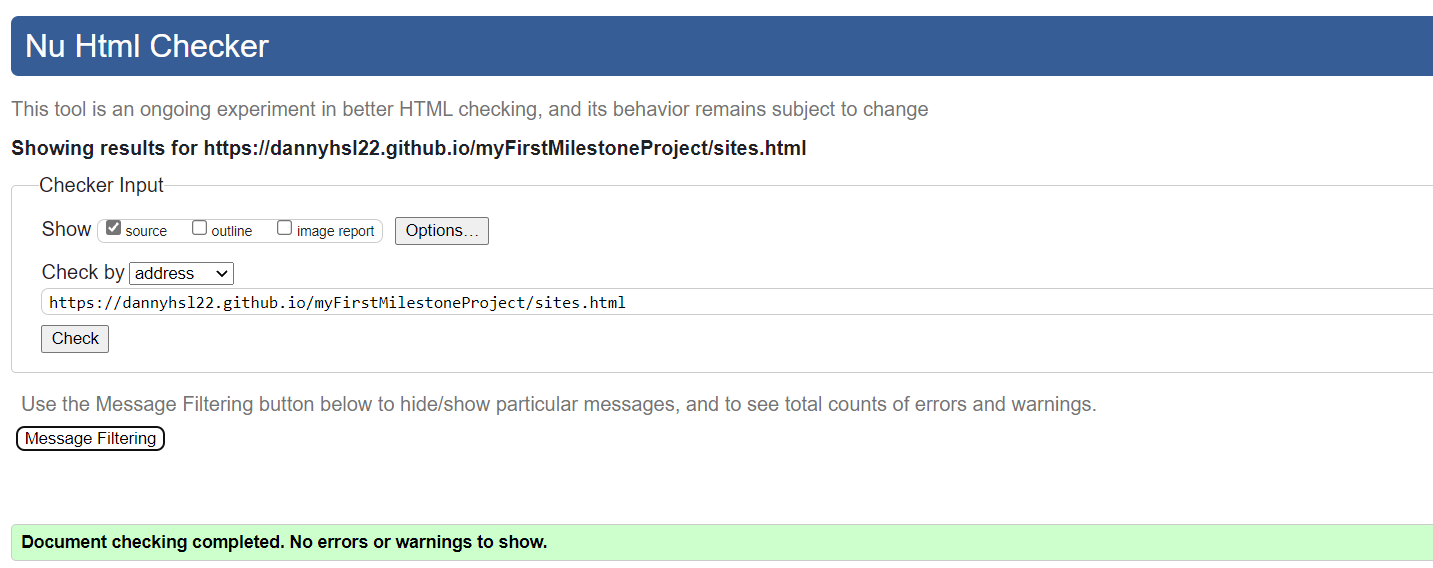 Nu Html Checker
This tool is an ongoing experiment in better HTML checking, and its behavior remains subject to change
Showing results for https://dannyhsl22.github.io/myFirstMilestoneProject/sites.html
Checker Input
Show source outline image report Options…
Check by address
https://dannyhsl22.github.io/myFirstMilestoneProject/sites.html
Check
Use the Message Filtering button below to hide/show particular messages, and to see total counts of errors and warnings.
Message Filtering
Document checking completed. No errors or warnings to show.